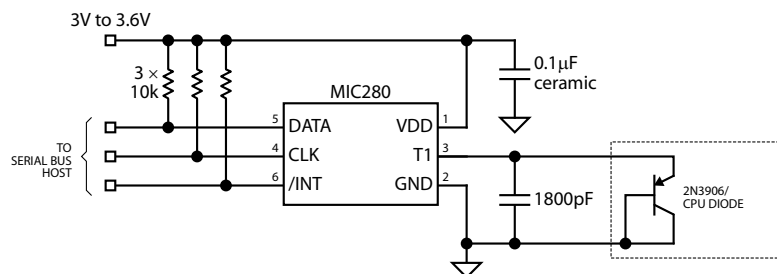 3V to 3.6V
3 ×
10k
0.1µF
ceramic
MIC280
TO
SERIAL BUS
HOST
5 DATA VDD 1
4 CLK T1 3
6 /INT GND 2
1800pF
2N3906/
CPU DIODE